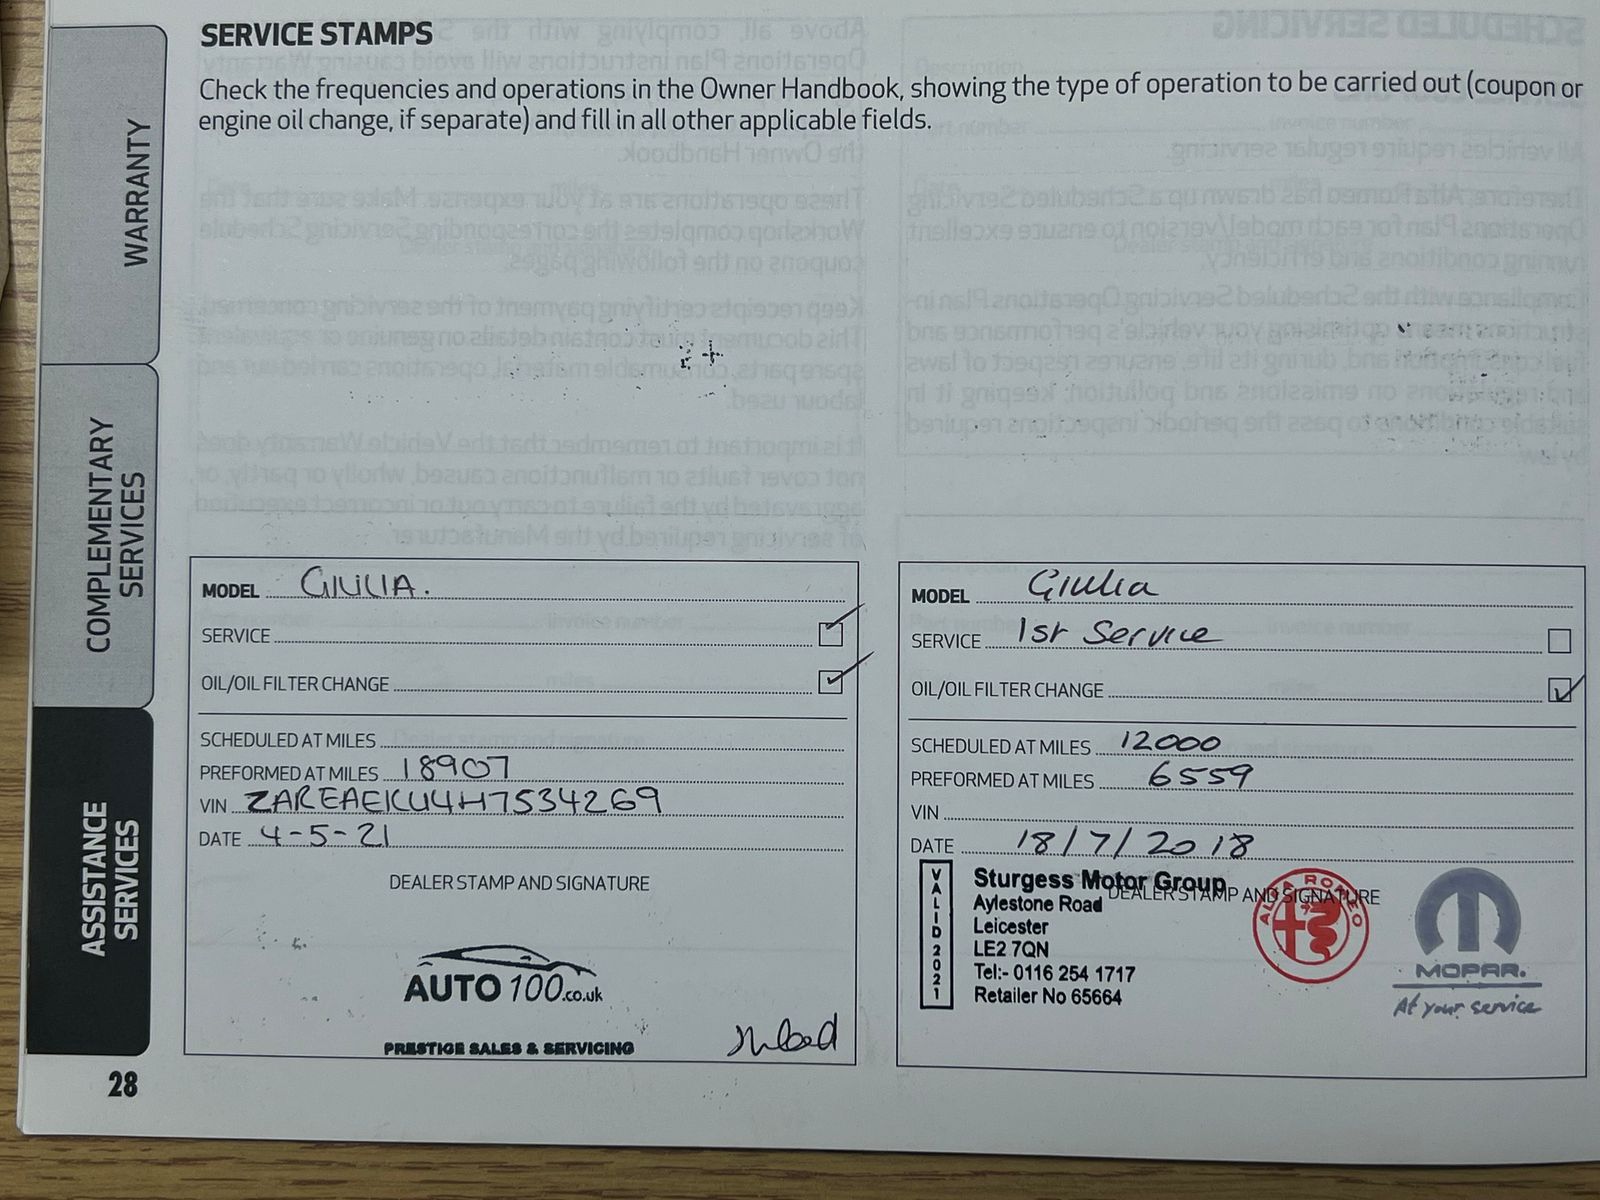 SERVICE STAMPS
Check the frequencies and operations in the Owner Handbook, showing the type of operation to be carried out (coupon or
engine oil change, if separate) and fill in all other applicable fields.
WARRANTY
COMPLEMENTARY
SERVICES
ASSISTANCE
SERVICES
MODEL GIULIA.
SERVICE
OIL/OIL FILTER CHANGE
SCHEDULED AT MILES
PREFORMED AT MILES 18907
VIN ZAREAEKU4H7534269
DATE 4-5-21
DEALER STAMP AND SIGNATURE
AUTO 100.co.uk
PRESTIGE SALES & SERVICING
MODEL Giulia
SERVICE 1st Service
OIL/OIL FILTER CHANGE
SCHEDULED AT MILES 12000
PREFORMED AT MILES 6559
VIN
DATE 18/7/2018
DEALER STAMP AND SIGNATURE
VALID 2021
Sturgess Motor Group
Aylestone Road
Leicester
LE2 7QN
Tel:- 0116 254 1717
Retailer No 65664
ALFA ROMEO
MOPAR.
At your service
28